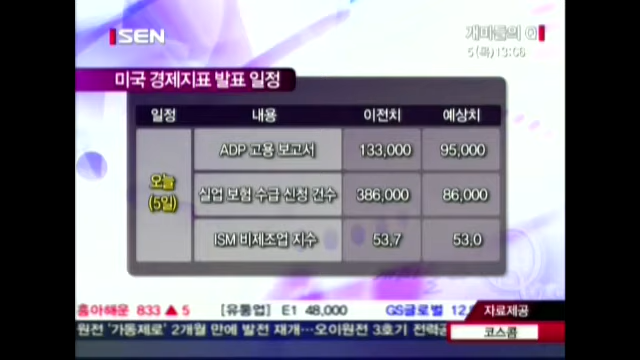 SEN
개미들의
5(목)13:06
미국 경제지표 발표 일정
일정 내용 이전치 예상치
오늘 (5일)
ADP 고용 보고서 133,000 95,000
실업 보험 수급 신청 건수 386,000 86,000
ISM 비제조업 지수 53.7 53.0
흥아해운 833 ▲ 5 [유통업] E1 48,000 GS글로벌
자료제공
원전 '가동제로' 2개월 만에 발전 재개…오이원전 3호기 전력공
코스콤